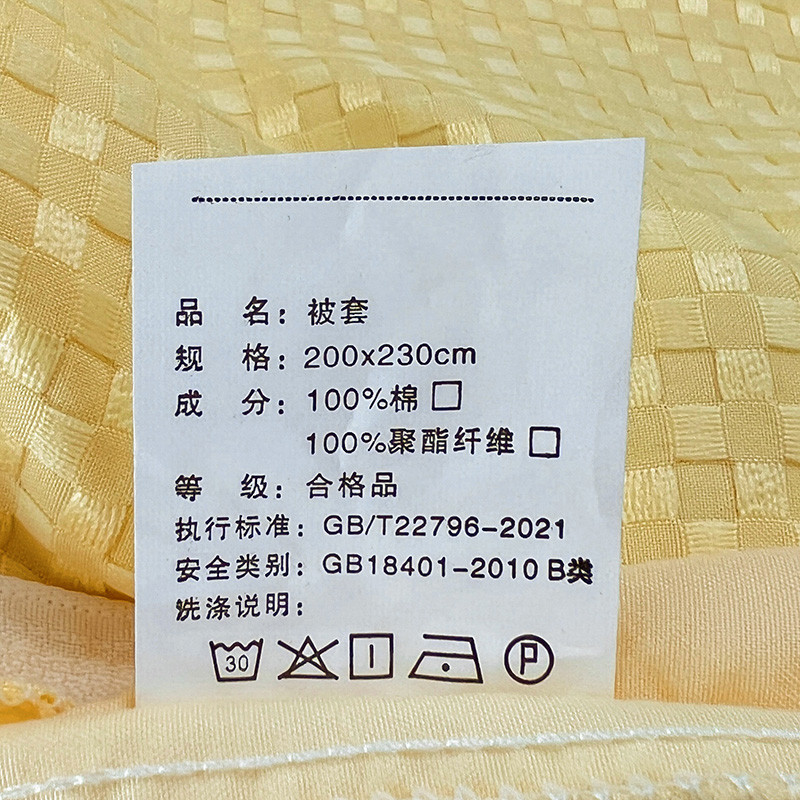 品 名：被套
规 格：200x230cm
成 分：100%棉□
100%聚酯纤维□
等 级：合格品
执行标准：GB/T22796-2021
安全类别：GB18401-2010 B类
洗涤说明：
30 P